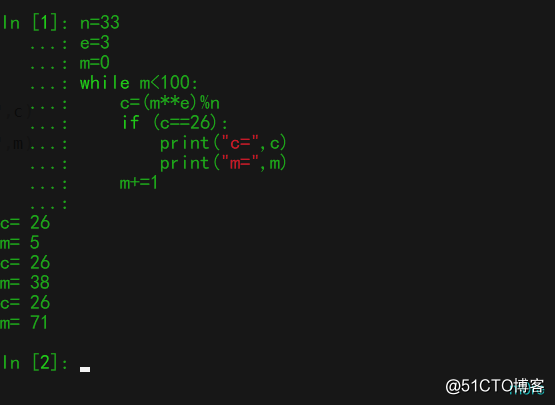 In [1]: n=33
...: e=3
...: m=0
...: while m<100:
...: c=(m**e)%n
...: if (c==26):
...: print("c=",c)
...: print("m=",m)
...: m+=1
...:
c= 26
m= 5
c= 26
m= 38
c= 26
m= 71
In [2]:
@51CTO博客